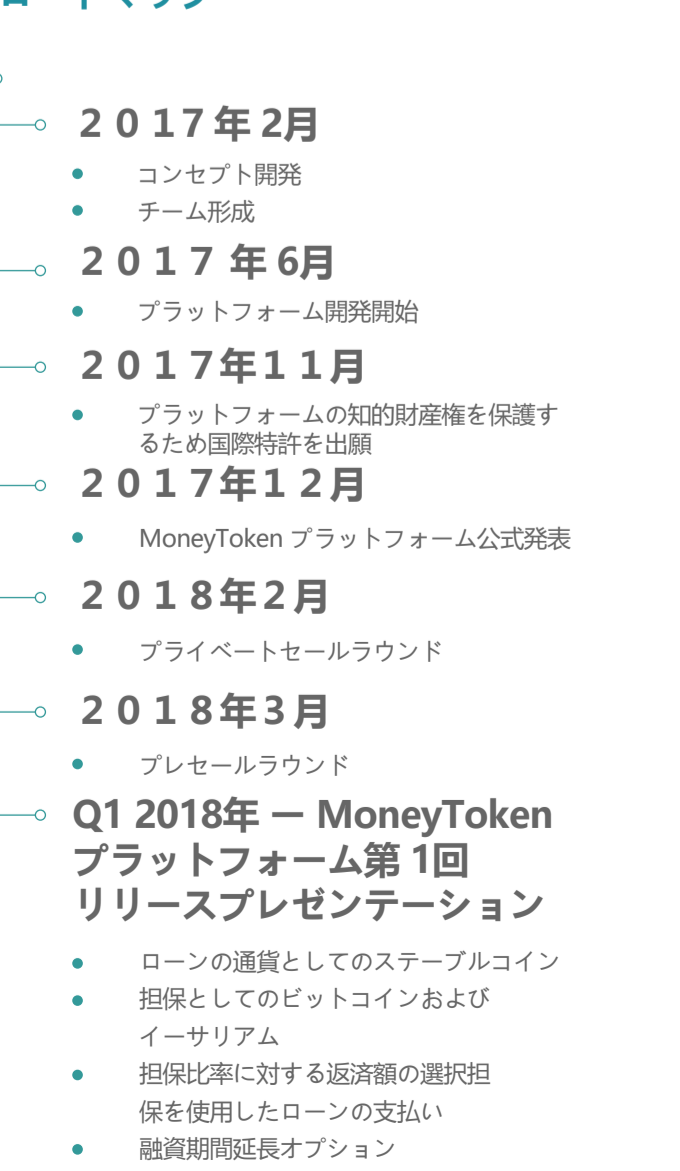 ロードマップ
２０１７年 2月
コンセプト開発
チーム形成
２０１７ 年 6月
プラットフォーム開発開始
２０１７年１１月
プラットフォームの知的財産権を保護す
るため国際特許を出願
２０１７年１２月
MoneyToken プラットフォーム公式発表
２０１８年２月
プライベートセールラウンド
２０１８年３月
プレセールラウンド
Q1 2018年 ー MoneyToken
プラットフォーム第 1回
リリースプレゼンテーション
ローンの通貨としてのステーブルコイン
担保としてのビットコインおよび
イーサリアム
担保比率に対する返済額の選択担
保を使用したローンの支払い
融資期間延長オプション